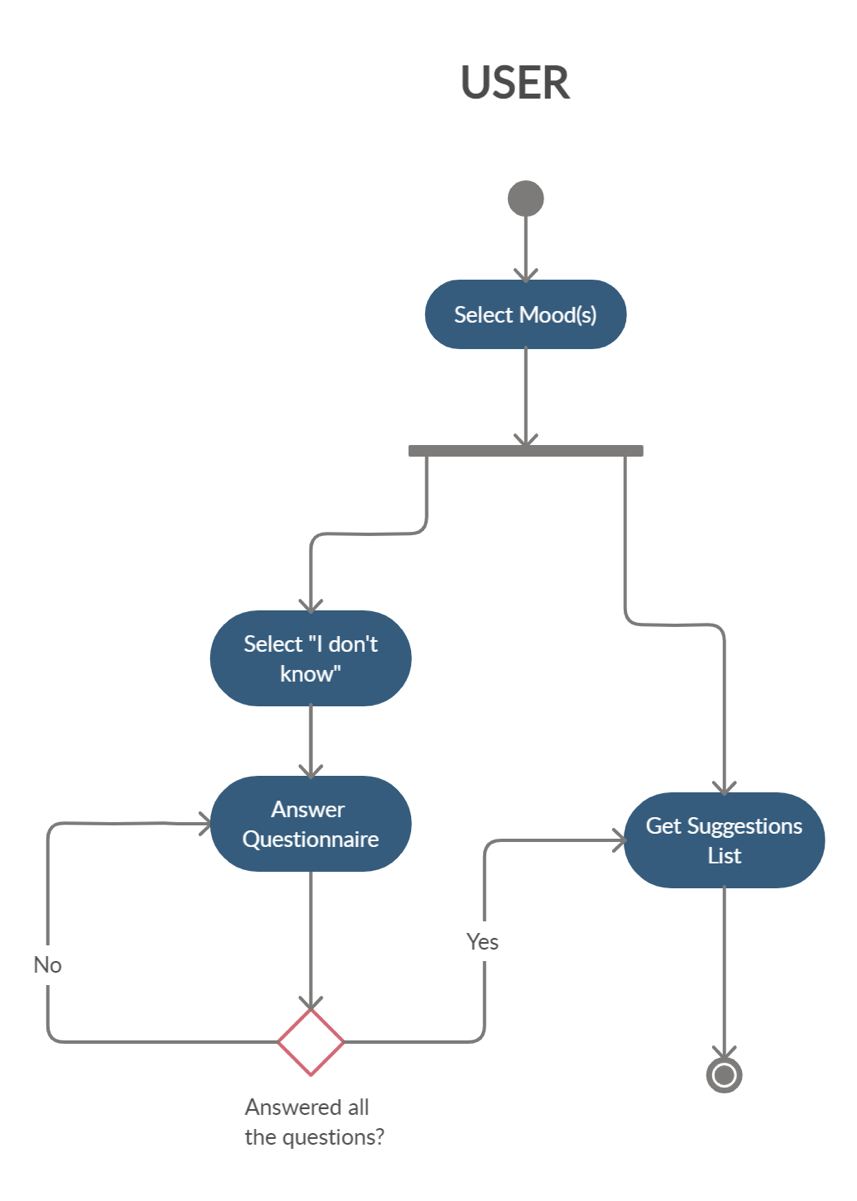 USER
Select Mood(s)
Select "I don't
know"
Answer
Questionnaire
Get Suggestions
List
Yes
No
Answered all
the questions?